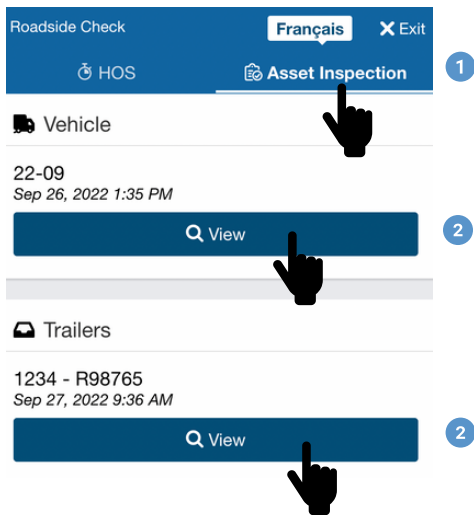 Roadside Check
Français
Exit
HOS
Asset Inspection
1
Vehicle
22-09
Sep 26, 2022 1:35 PM
View
2
Trailers
1234 - R98765
Sep 27, 2022 9:36 AM
View
2